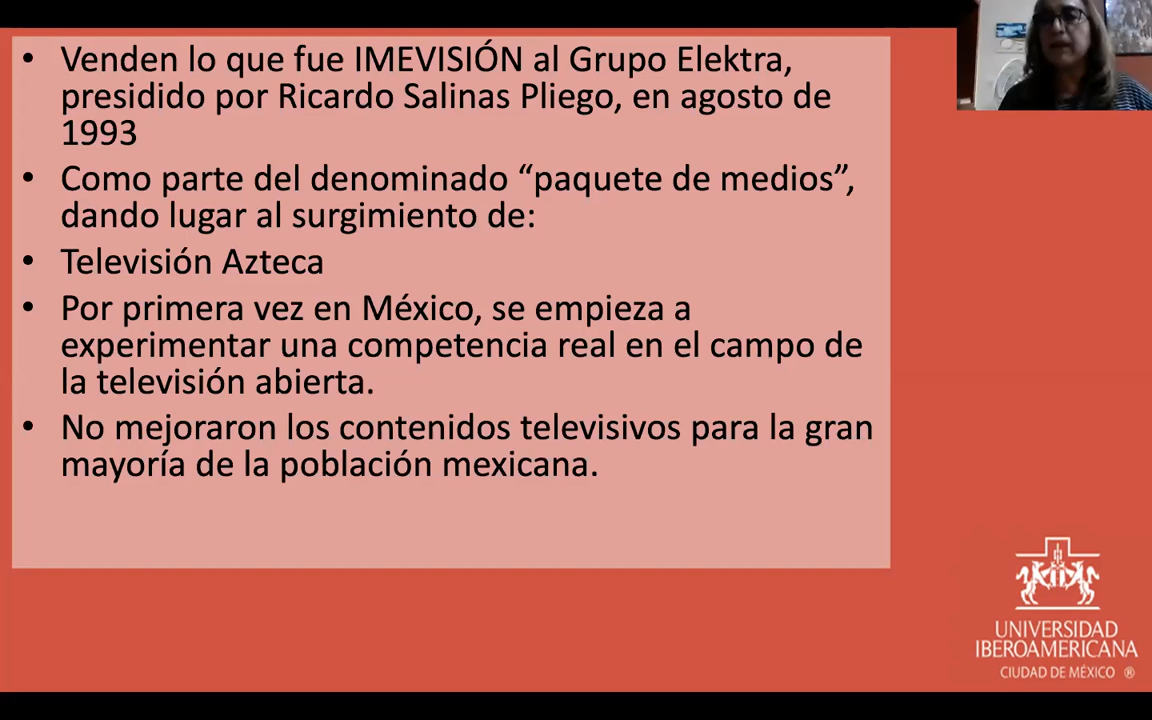 • Venden lo que fue IMEVISIÓN al Grupo Elektra,
presidido por Ricardo Salinas Pliego, en agosto de
1993
• Como parte del denominado “paquete de medios”,
dando lugar al surgimiento de:
• Televisión Azteca
• Por primera vez en México, se empieza a
experimentar una competencia real en el campo de
la televisión abierta.
• No mejoraron los contenidos televisivos para la gran
mayoría de la población mexicana.
UNIVERSIDAD
IBEROAMERICANA
CIUDAD DE MÉXICO ®